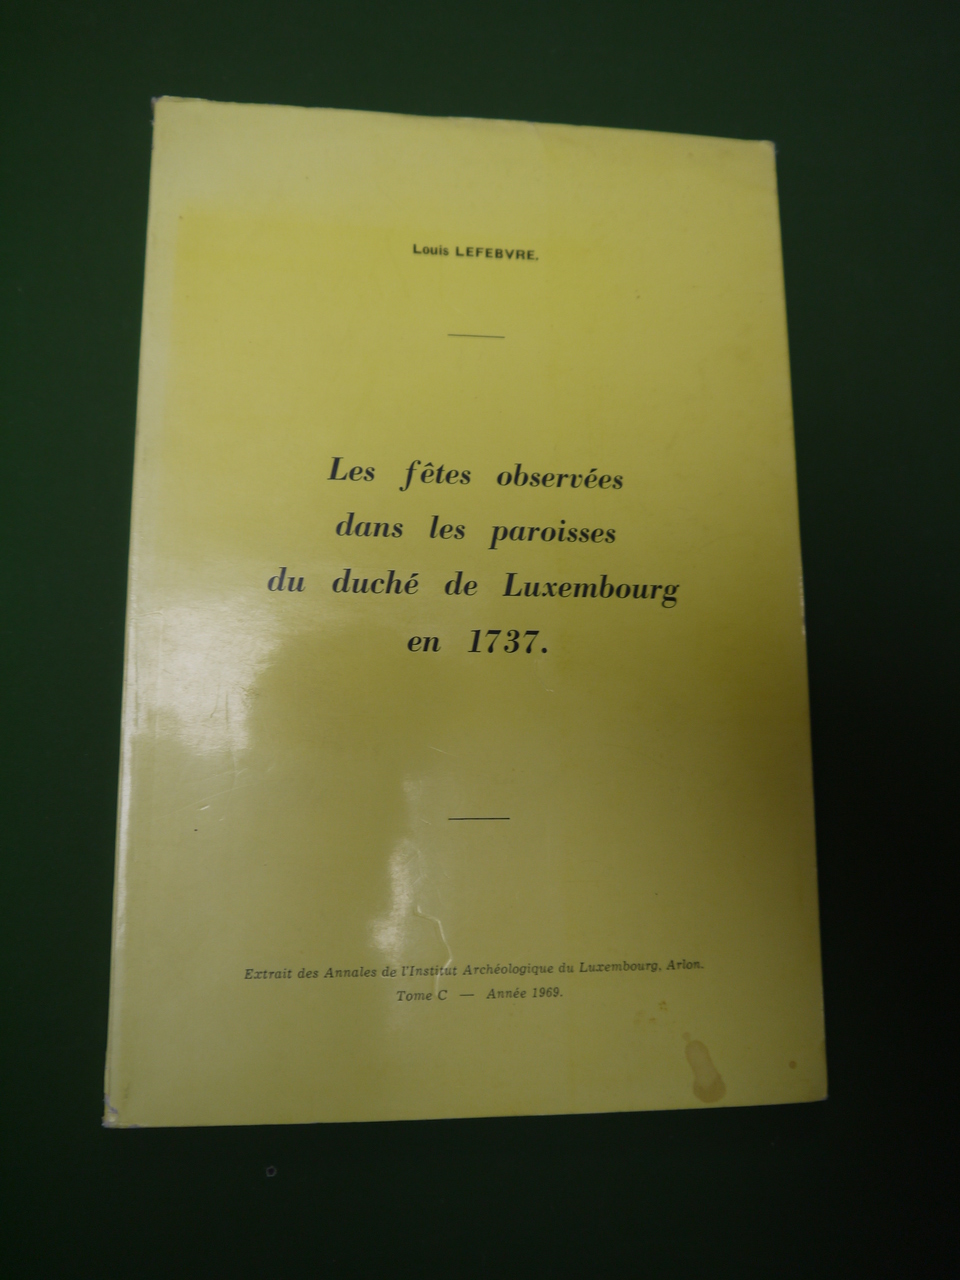 Louis LEFEBVRE.
Les fêtes observées
dans les paroisses
du duché de Luxembourg
en 1737.
Extrait des Annales de l'Institut Archéologique du Luxembourg, Arlon.
Tome C — Année 1969.